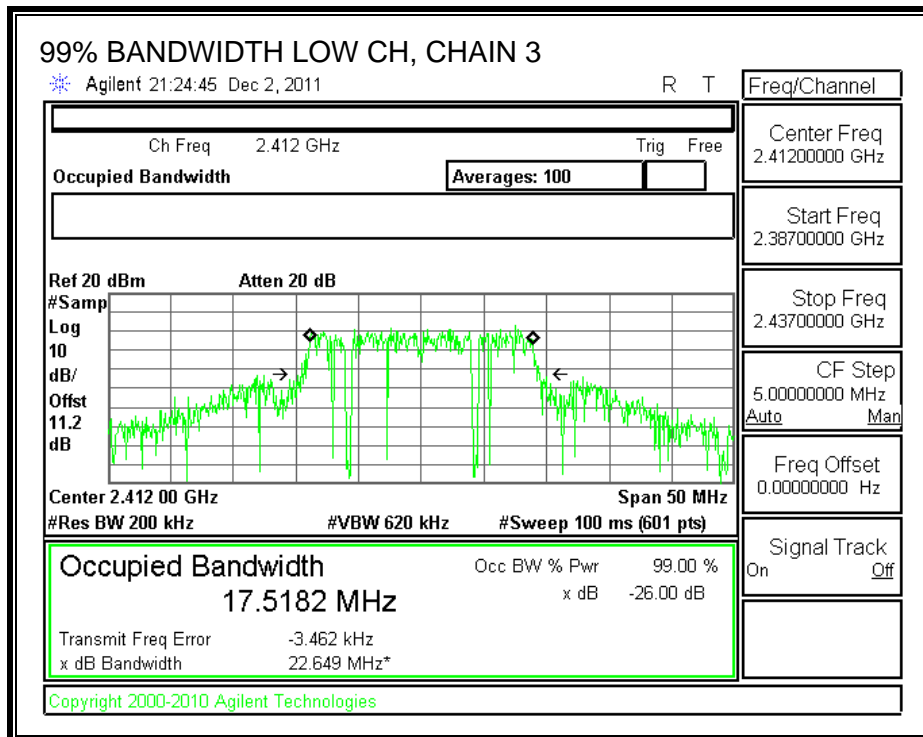 99% BANDWIDTH LOW CH, CHAIN 3
Agilent 21:24:45 Dec 2, 2011 R T
Freq/Channel
Ch Freq 2.412 GHz Trig Free
Occupied Bandwidth Averages: 100
Center Freq
2.41200000 GHz
Start Freq
2.38700000 GHz
Stop Freq
2.43700000 GHz
CF Step
5.00000000 MHz
Auto Man
Freq Offset
0.00000000 Hz
Signal Track
On Off
Ref 20 dBm Atten 20 dB
#Samp
Log
10
dB/
Offst
11.2
dB
Center 2.412 00 GHz Span 50 MHz
#Res BW 200 kHz #VBW 620 kHz #Sweep 100 ms (601 pts)
Occupied Bandwidth Occ BW % Pwr 99.00 %
17.5182 MHz x dB -26.00 dB
Transmit Freq Error -3.462 kHz
x dB Bandwidth 22.649 MHz*
Copyright 2000-2010 Agilent Technologies